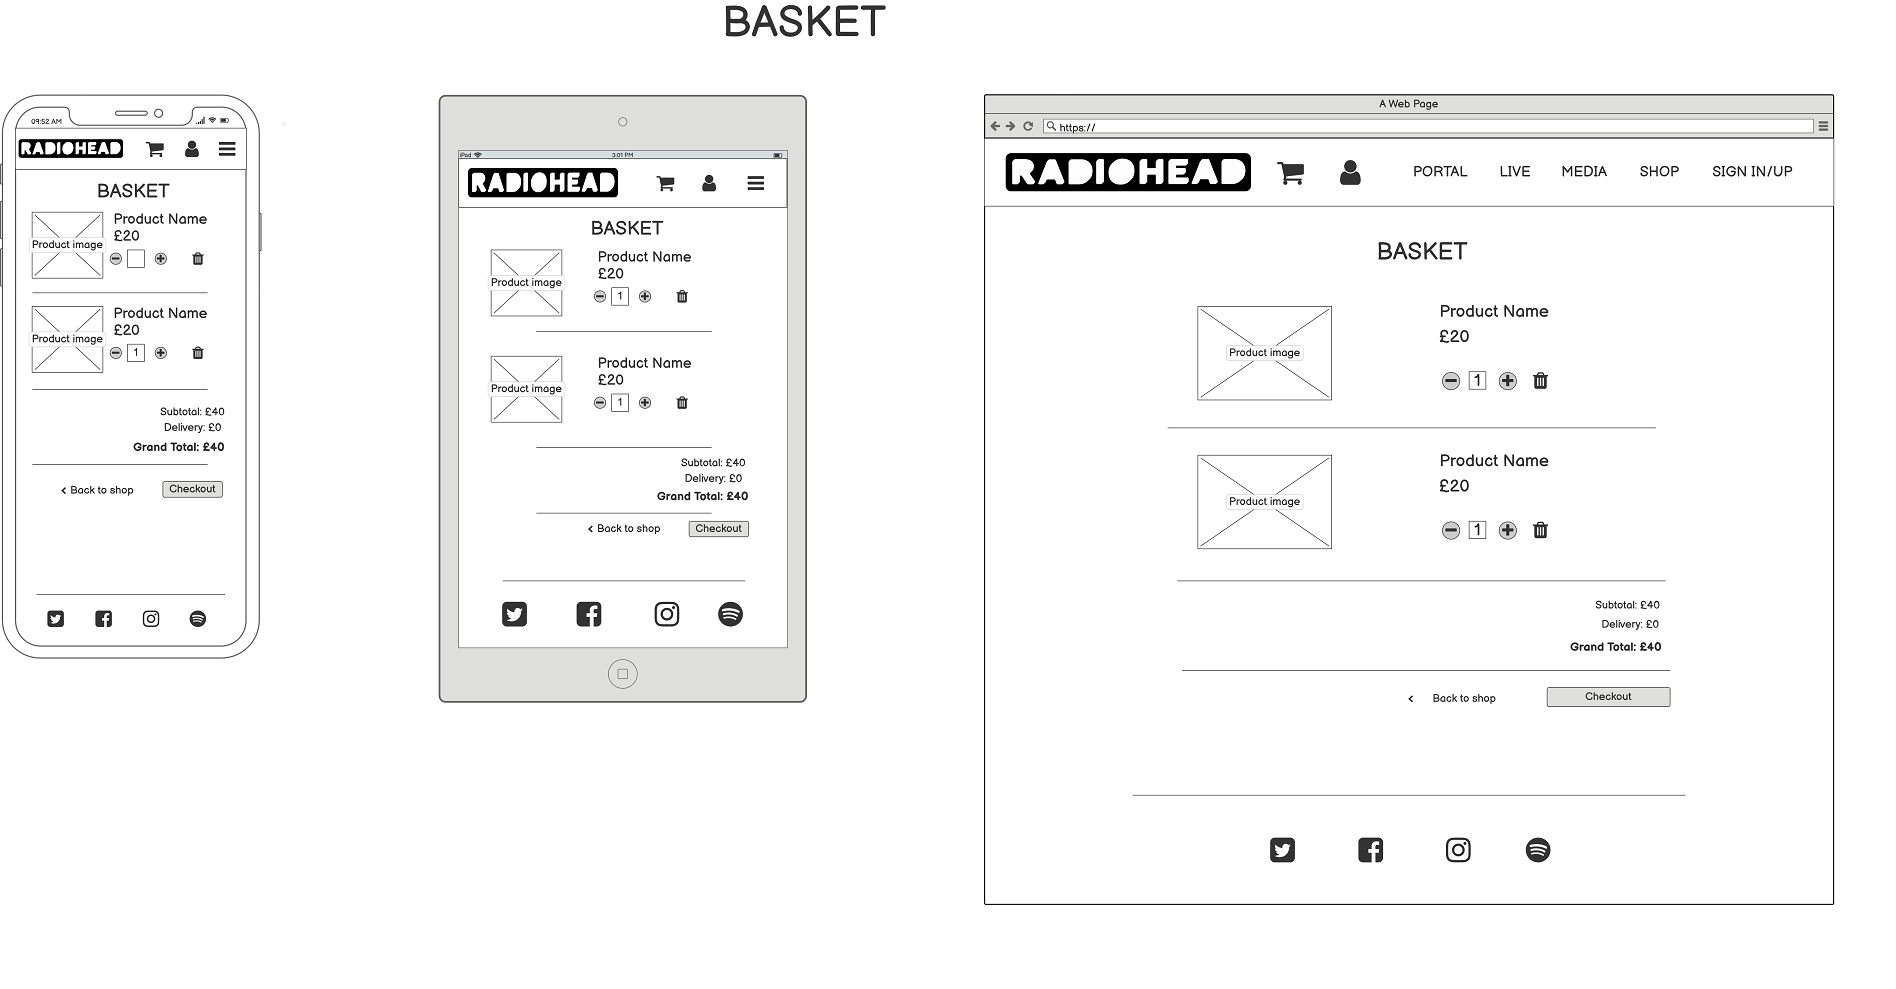 BASKET
09:52 AM
RADIOHEAD
BASKET
Product image
Product Name
£20
Product image
Product Name
£20
1
Subtotal: £40
Delivery: £0
Grand Total: £40
Back to shop
Checkout
iPad
3:01 PM
RADIOHEAD
BASKET
Product image
Product Name
£20
1
Product image
Product Name
£20
1
Subtotal: £40
Delivery: £0
Grand Total: £40
Back to shop
Checkout
A Web Page
https://
RADIOHEAD
PORTAL LIVE MEDIA SHOP SIGN IN/UP
BASKET
Product image
Product Name
£20
1
Product image
Product Name
£20
1
Subtotal: £40
Delivery: £0
Grand Total: £40
Back to shop
Checkout